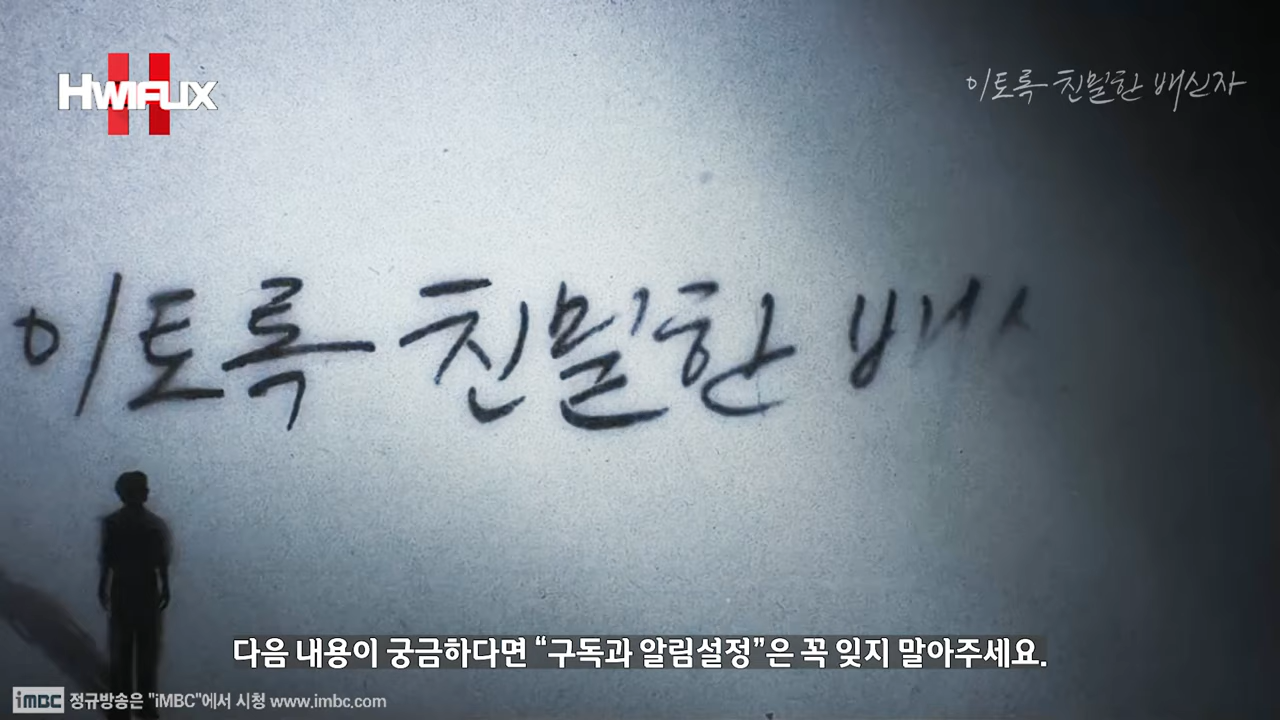 HWIFLIX
이토록 친밀한 배신자
이토록 친밀한 배
다음 내용이 궁금하다면 “구독과 알림설정”은 꼭 잊지 말아주세요.
iMBC 정규방송은 "iMBC"에서 시청 www.imbc.com